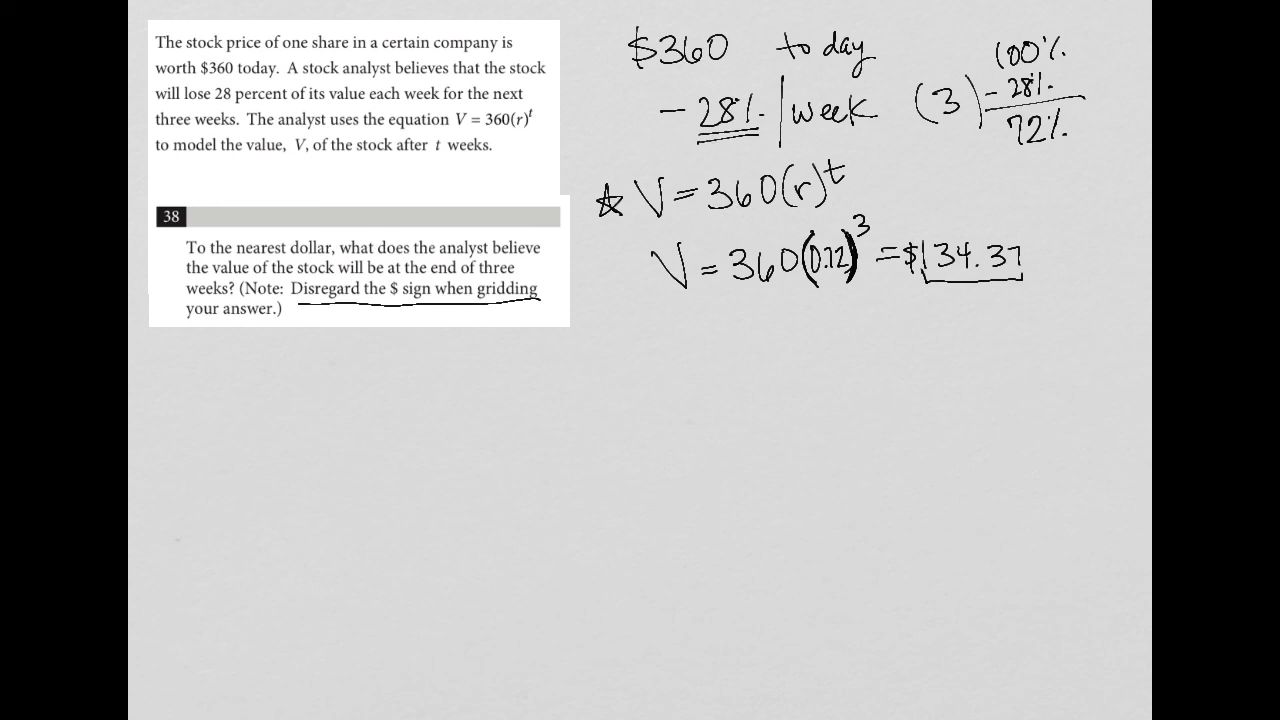 The stock price of one share in a certain company is
worth $360 today. A stock analyst believes that the stock
will lose 28 percent of its value each week for the next
three weeks. The analyst uses the equation V = 360(r)^t
to model the value, V, of the stock after t weeks.
38
To the nearest dollar, what does the analyst believe
the value of the stock will be at the end of three
weeks? (Note: Disregard the $ sign when gridding
your answer.)
$360 today
- 28% / week (3)
100%
- 28%
72%
☆ V = 360(r)^t
V = 360(0.72)^3 = $134.37